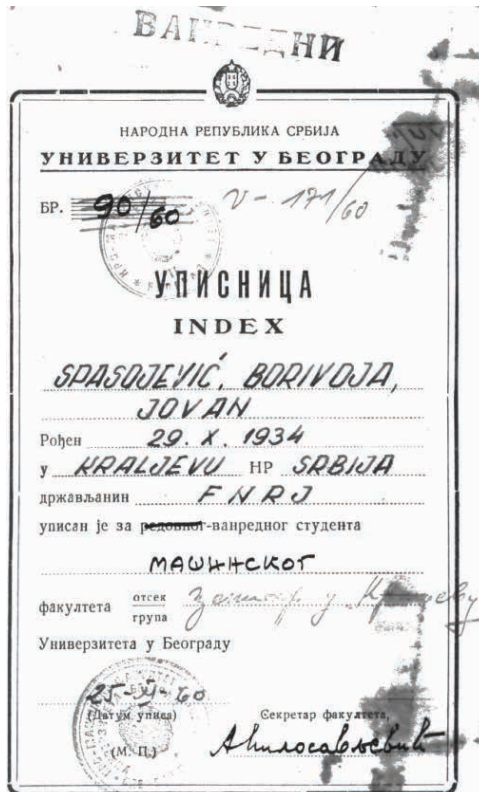 ВАНРЕДНИ
НАРОДНА РЕПУБЛИКА СРБИЈА
УНИВЕРЗИТЕТ У БЕОГРАДУ
БР. 90/60 V-171/60
УПИСНИЦА
INDEX
SPASOJEVIĆ, BORIVOJA,
JOVAN
Рођен 29. X. 1934
у KRALJEVU НР SRBIJA
држављанин FNRJ
уписан је за редовног-ванредног студента
МАШИНСКОГ
факултета отсек
група
Универзитета у Београду
25-XI-60
(Датум уписа) Секретар факултета,
(М. П.)